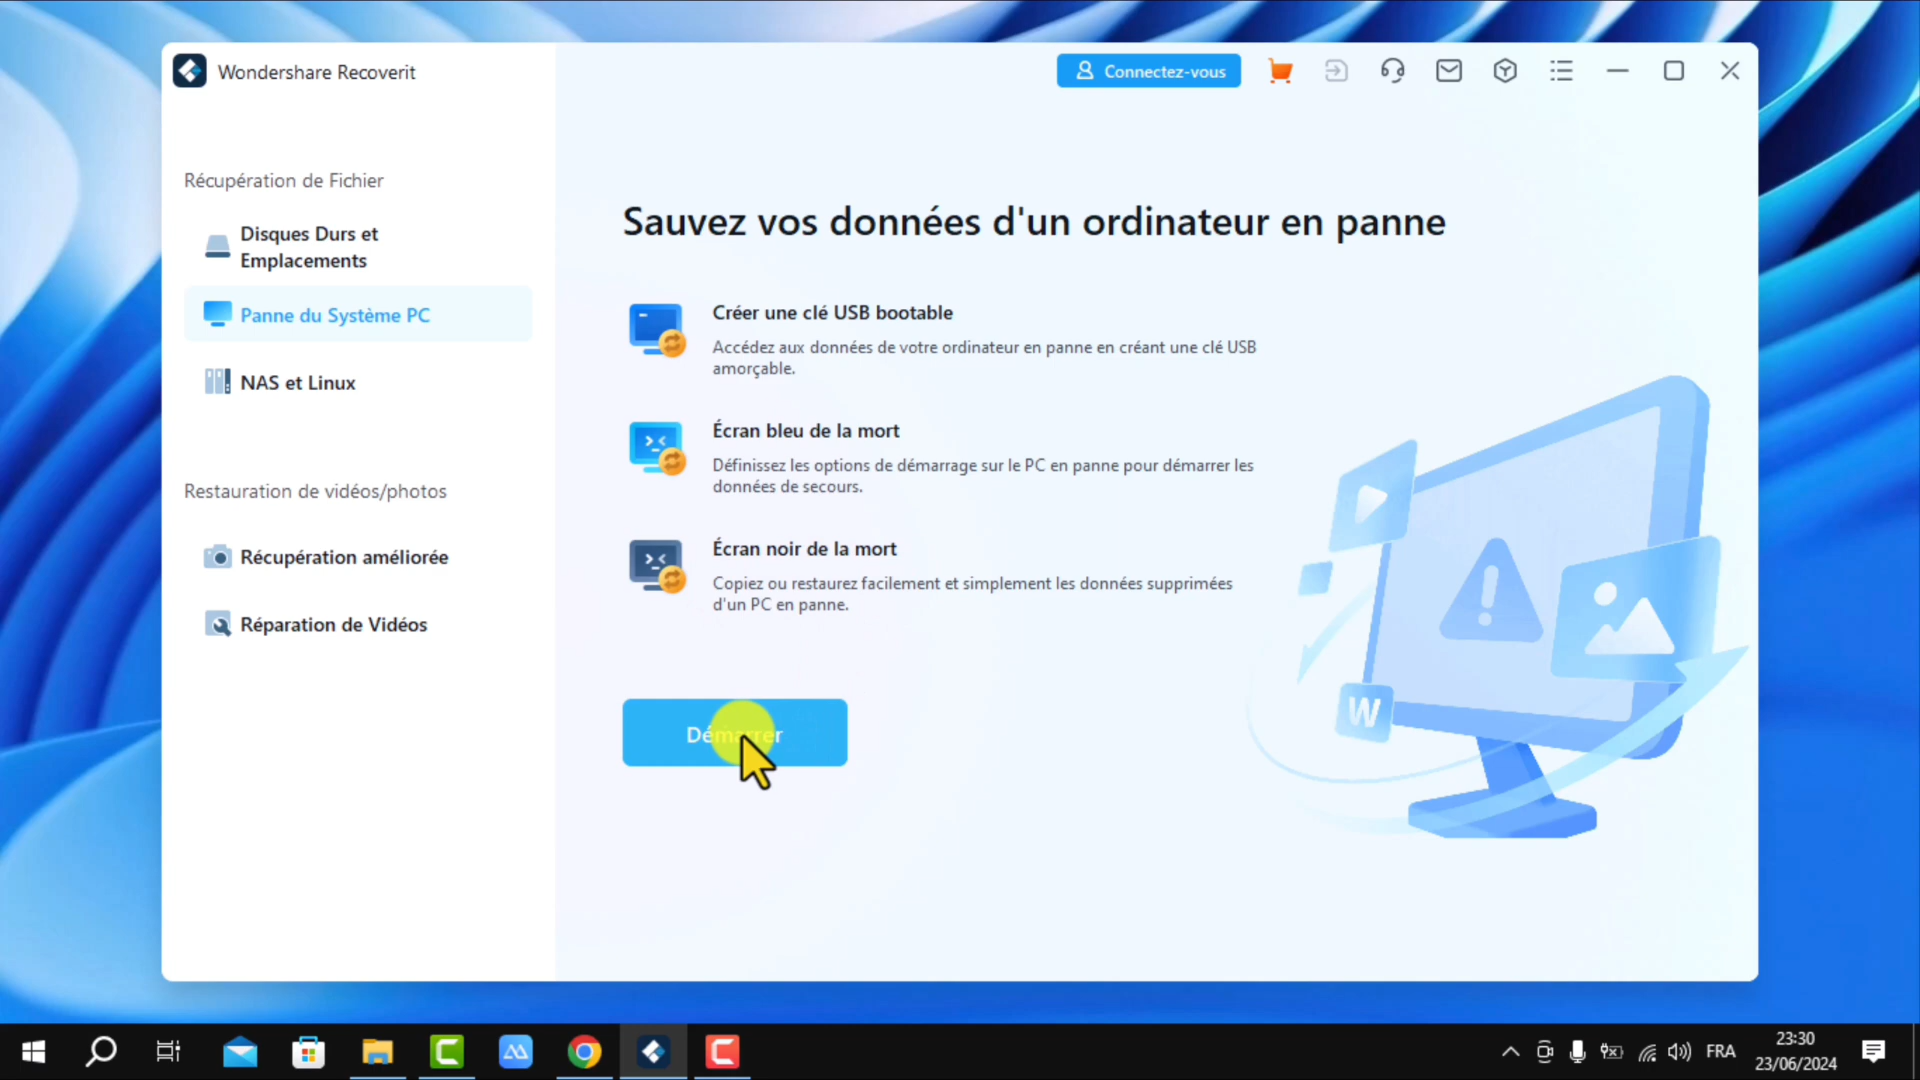 Wondershare Recoverit
Connectez-vous
Récupération de Fichier
Disques Durs et
Emplacements
Panne du Système PC
NAS et Linux
Restauration de vidéos/photos
Récupération améliorée
Réparation de Vidéos
Sauvez vos données d'un ordinateur en panne
Créer une clé USB bootable
Accédez aux données de votre ordinateur en panne en créant une clé USB
amorçable.
Écran bleu de la mort
Définissez les options de démarrage sur le PC en panne pour démarrer les
données de secours.
Écran noir de la mort
Copiez ou restaurez facilement et simplement les données supprimées
d'un PC en panne.
Démarrer
W
FRA
23:30
23/06/2024